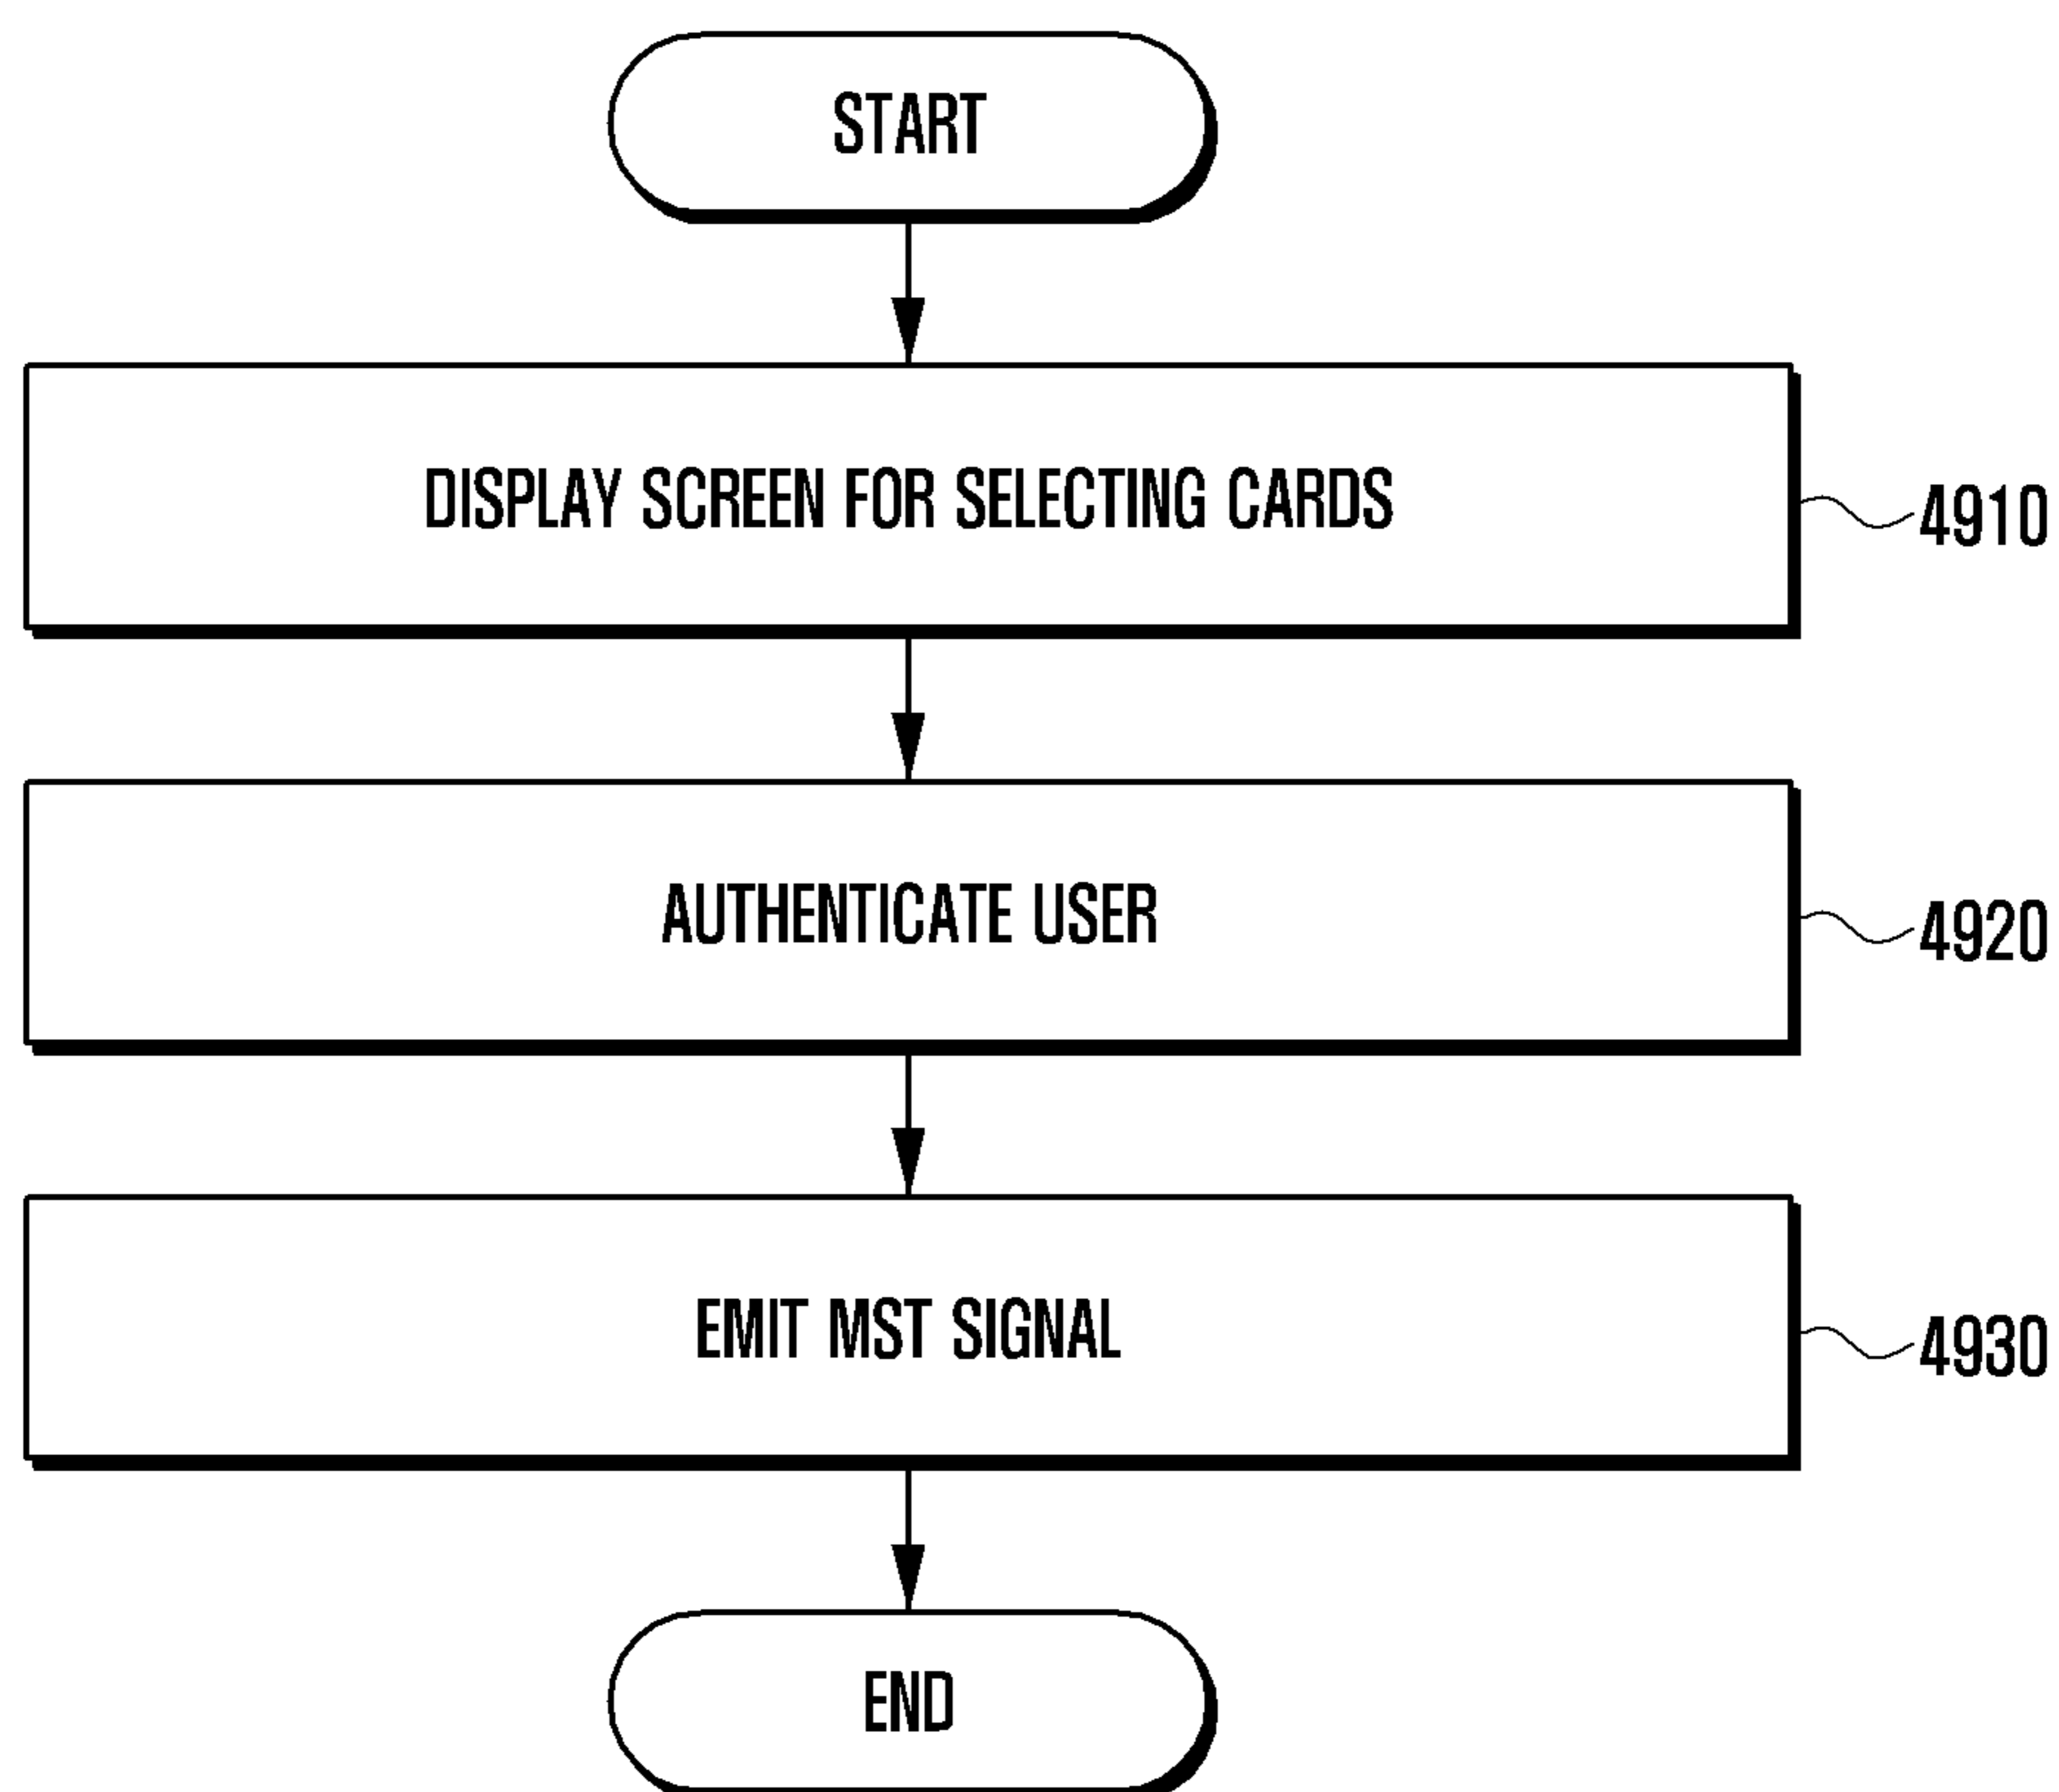 START
DISPLAY SCREEN FOR SELECTING CARDS
4910
AUTHENTICATE USER
4920
EMIT MST SIGNAL
4930
END